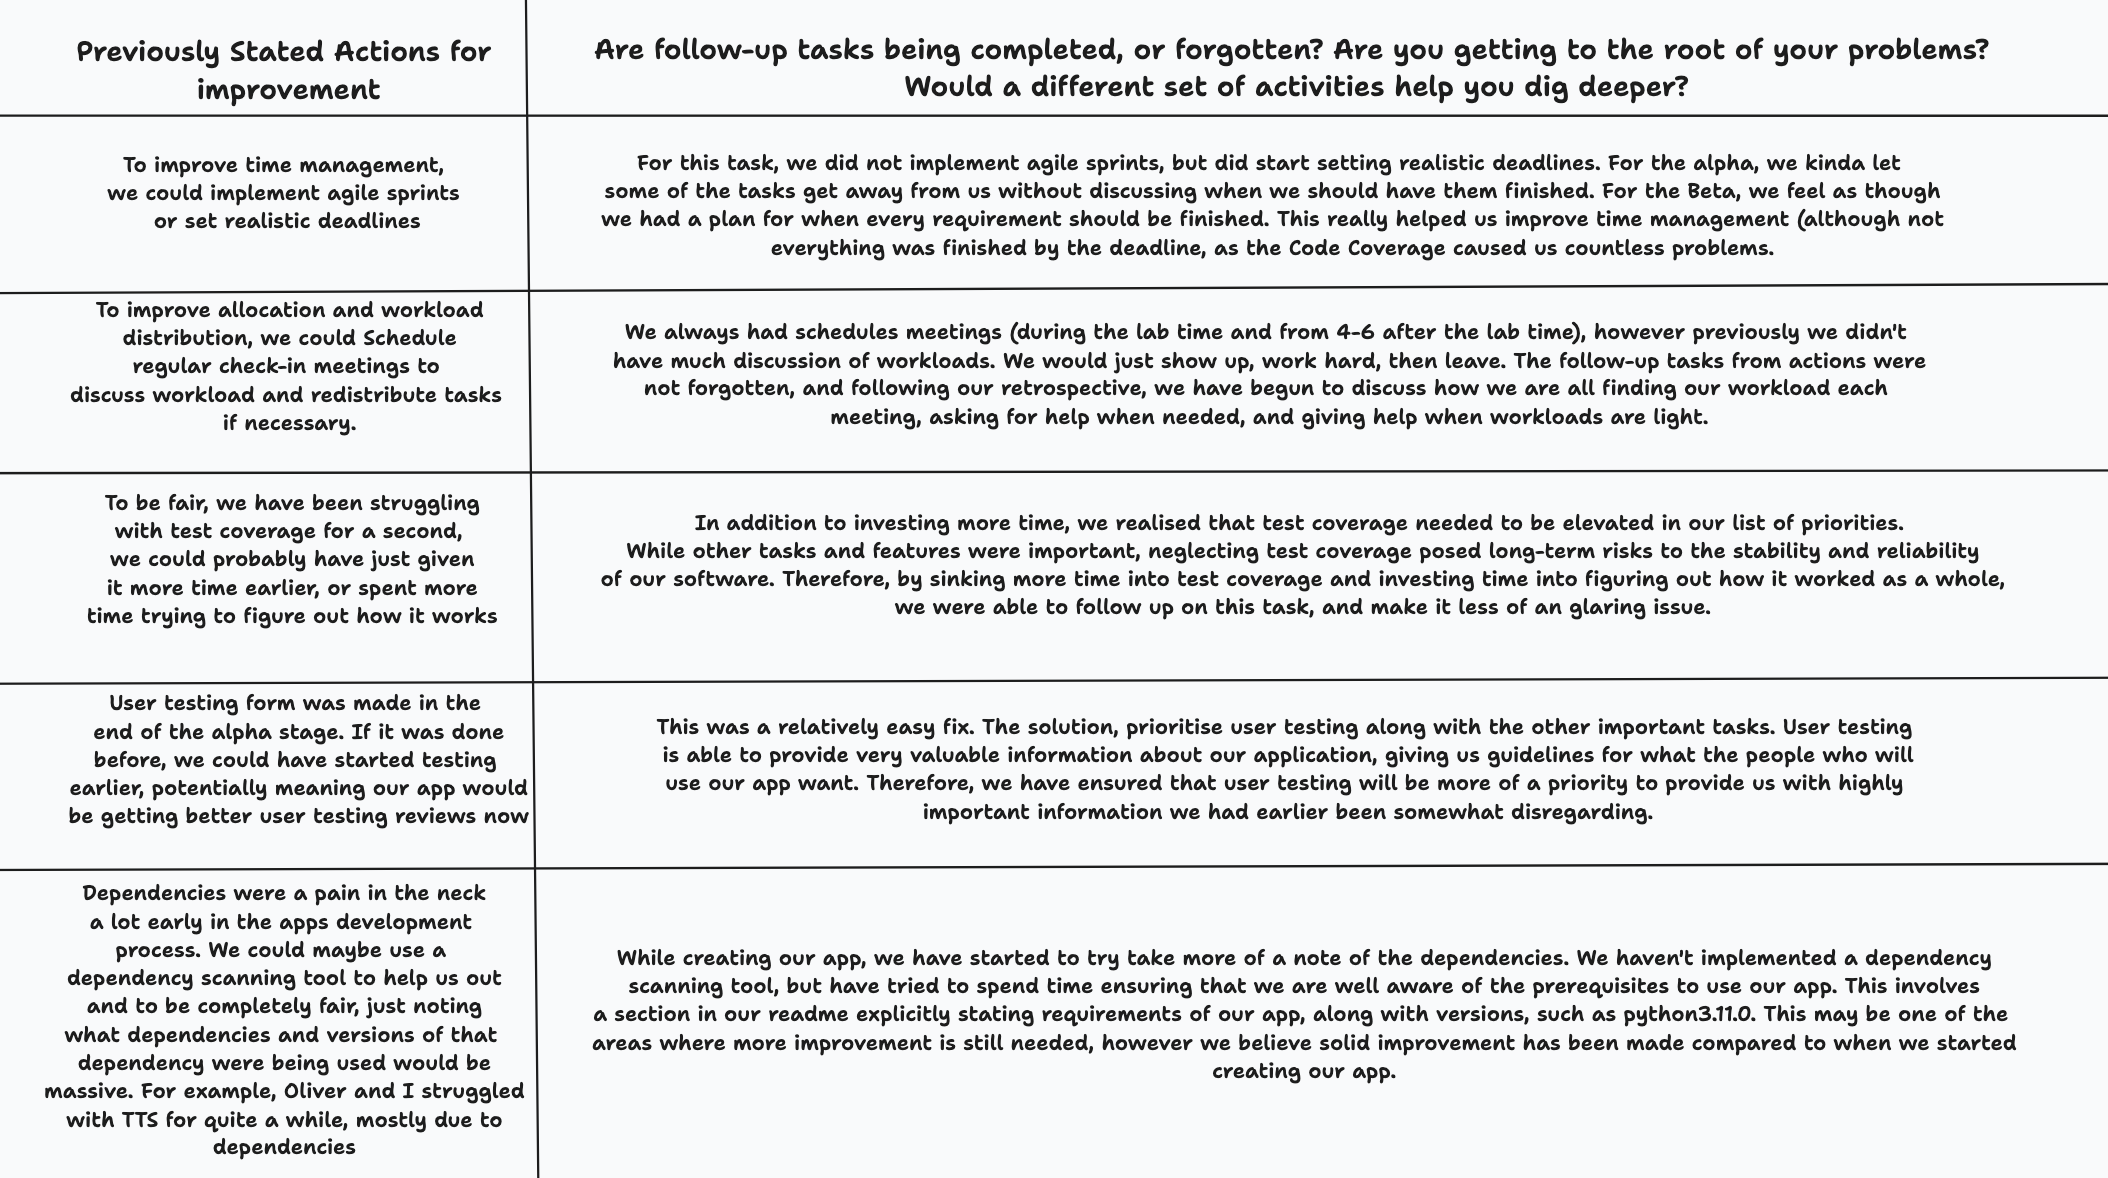 Previously Stated Actions for
improvement
Are follow-up tasks being completed, or forgotten? Are you getting to the root of your problems?
Would a different set of activities help you dig deeper?
To improve time management,
we could implement agile sprints
or set realistic deadlines
For this task, we did not implement agile sprints, but did start setting realistic deadlines. For the alpha, we kinda let
some of the tasks get away from us without discussing when we should have them finished. For the Beta, we feel as though
we had a plan for when every requirement should be finished. This really helped us improve time management (although not
everything was finished by the deadline, as the Code Coverage caused us countless problems.
To improve allocation and workload
distribution, we could Schedule
regular check-in meetings to
discuss workload and redistribute tasks
if necessary.
We always had schedules meetings (during the lab time and from 4-6 after the lab time), however previously we didn't
have much discussion of workloads. We would just show up, work hard, then leave. The follow-up tasks from actions were
not forgotten, and following our retrospective, we have begun to discuss how we are all finding our workload each
meeting, asking for help when needed, and giving help when workloads are light.
To be fair, we have been struggling
with test coverage for a second,
we could probably have just given
it more time earlier, or spent more
time trying to figure out how it works
In addition to investing more time, we realised that test coverage needed to be elevated in our list of priorities.
While other tasks and features were important, neglecting test coverage posed long-term risks to the stability and reliability
of our software. Therefore, by sinking more time into test coverage and investing time into figuring out how it worked as a whole,
we were able to follow up on this task, and make it less of an glaring issue.
User testing form was made in the
end of the alpha stage. If it was done
before, we could have started testing
earlier, potentially meaning our app would
be getting better user testing reviews now
This was a relatively easy fix. The solution, prioritise user testing along with the other important tasks. User testing
is able to provide very valuable information about our application, giving us guidelines for what the people who will
use our app want. Therefore, we have ensured that user testing will be more of a priority to provide us with highly
important information we had earlier been somewhat disregarding.
Dependencies were a pain in the neck
a lot early in the apps development
process. We could maybe use a
dependency scanning tool to help us out
and to be completely fair, just noting
what dependencies and versions of that
dependency were being used would be
massive. For example, Oliver and I struggled
with TTS for quite a while, mostly due to
dependencies
While creating our app, we have started to try take more of a note of the dependencies. We haven't implemented a dependency
scanning tool, but have tried to spend time ensuring that we are well aware of the prerequisites to use our app. This involves
a section in our readme explicitly stating requirements of our app, along with versions, such as python3.11.0. This may be one of the
areas where more improvement is still needed, however we believe solid improvement has been made compared to when we started
creating our app.